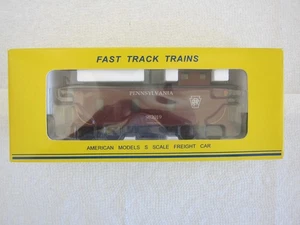 FAST TRACK TRAINS
PENNSYLVANIA
AMERICAN MODELS S SCALE FREIGHT CAR